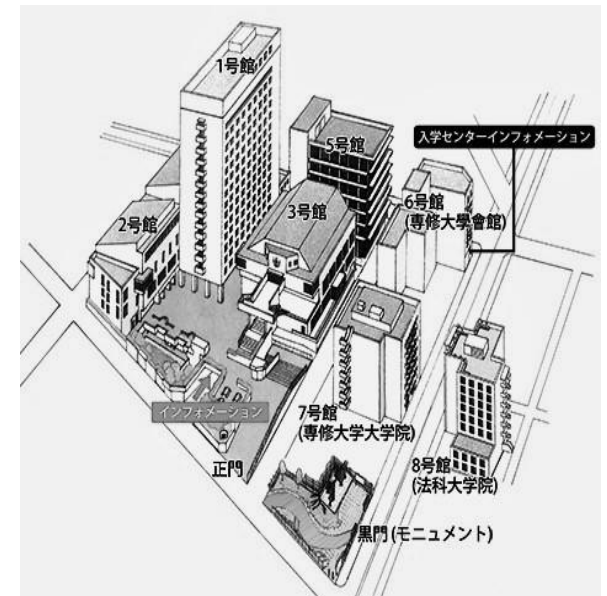 1号館
5号館
入学センターインフォメーション
2号館
3号館
6号館
(専修大學會館)
インフォメーション
7号館
(専修大学大学院)
正門
8号館
(法科大学院)
黒門(モニュメント)